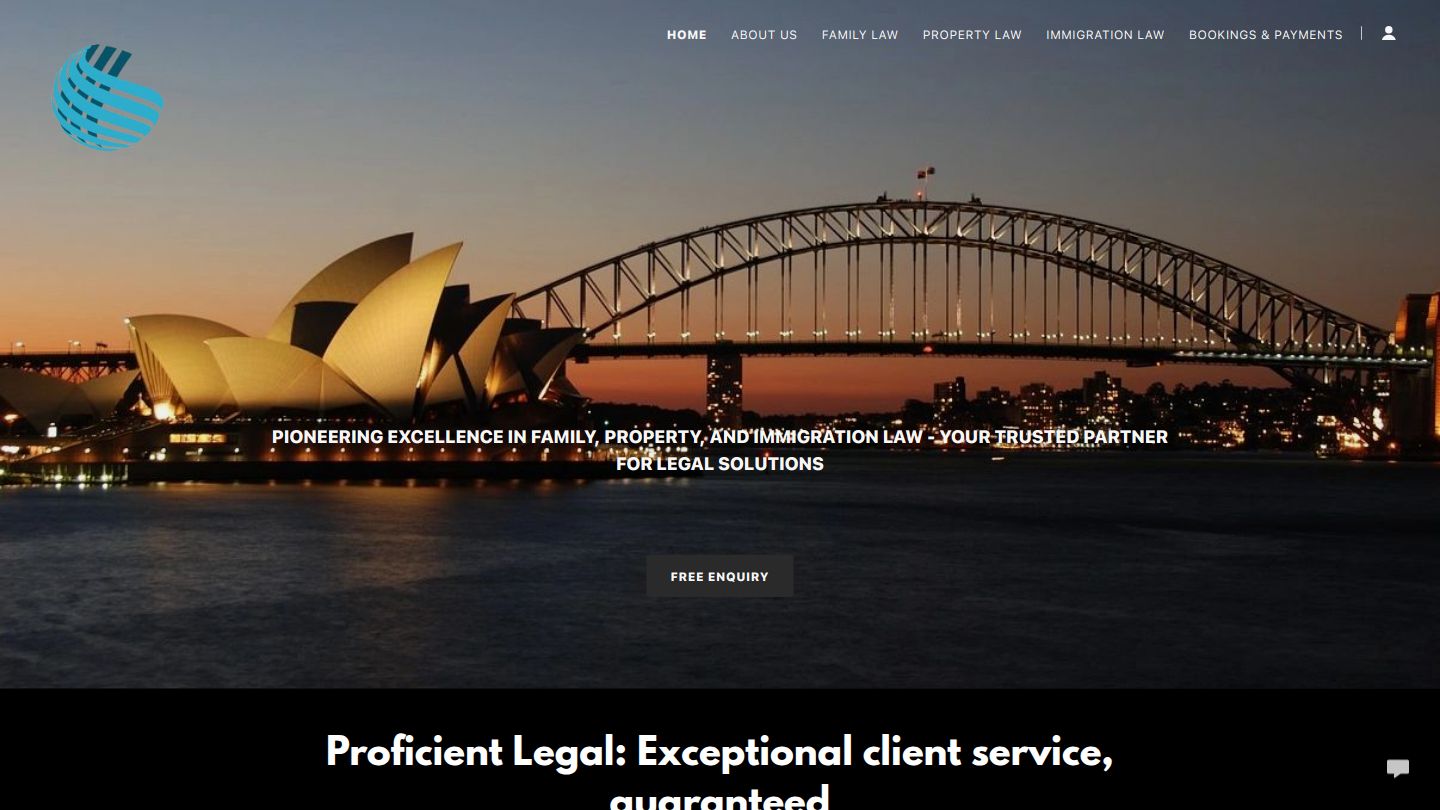 HOME ABOUT US FAMILY LAW PROPERTY LAW IMMIGRATION LAW BOOKINGS & PAYMENTS
PIONEERING EXCELLENCE IN FAMILY, PROPERTY, AND IMMIGRATION LAW - YOUR TRUSTED PARTNER
FOR LEGAL SOLUTIONS
FREE ENQUIRY
Proficient Legal: Exceptional client service,
guaranteed